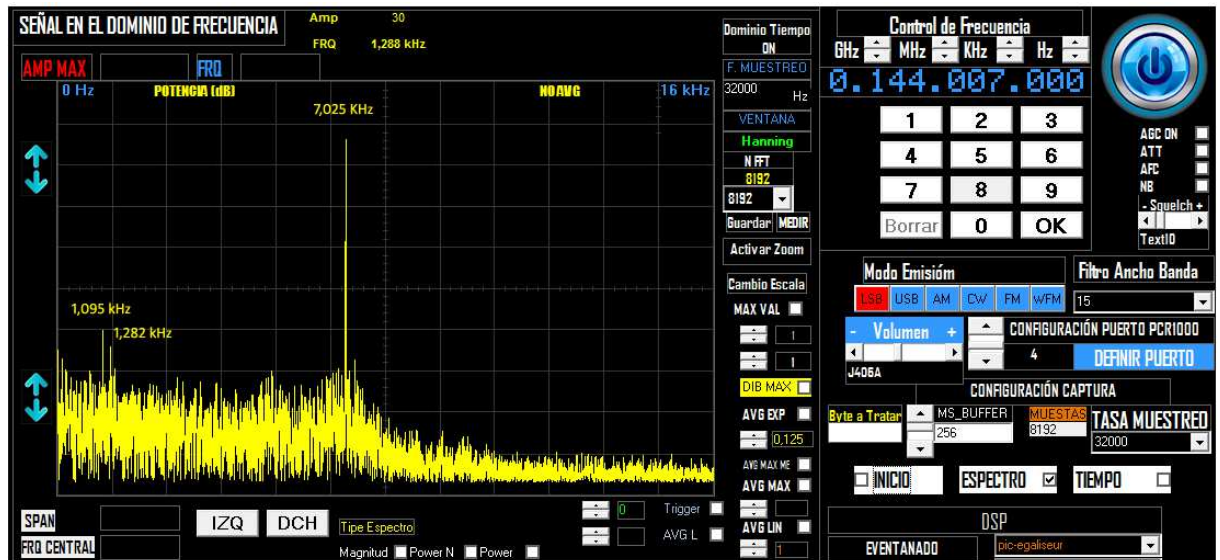 SEÑAL EN EL DOMINIO DE FRECUENCIA
Amp 30
FRQ 1,288 kHz
AMP MAX
FRQ
0 Hz
POTENCIA (dB)
NO AVG
16 kHz
7,025 KHz
1,095 kHz
1,282 kHz
SPAN
FRQ CENTRAL
IZQ
DCH
Tipe Espectro
Magnitud
Power N
Power
0
Trigger
AVG L
Dominio Tiempo
ON
F. MUESTREO
32000 Hz
VENTANA
Hanning
N FFT
8192
8192
Guardar
MEDIR
Activar Zoom
Cambio Escala
MAX VAL
1
1
DIB MAX
AVG EXP
0,125
AVG MAX ME
AVG MAX
AVG LIN
1
Control de Frecuencia
GHz MHz KHz Hz
0.144.007.000
1 2 3
4 5 6
7 8 9
Borrar 0 OK
AGC ON
ATT
AFC
NB
- Squelch +
Text10
Modo Emisióm
LSB USB AM CW FM WFM
Filtro Ancho Banda
15
- Volumen +
J406A
CONFIGURACIÓN PUERTO PCR1000
4
DEFINIR PUERTO
CONFIGURACIÓN CAPTURA
Byte a Tratar
MS_BUFFER
256
MUESTAS
8192
TASA MUESTREO
32000
INICIO
ESPECTRO
TIEMPO
DSP
EVENTANADO
pic-egaliseur